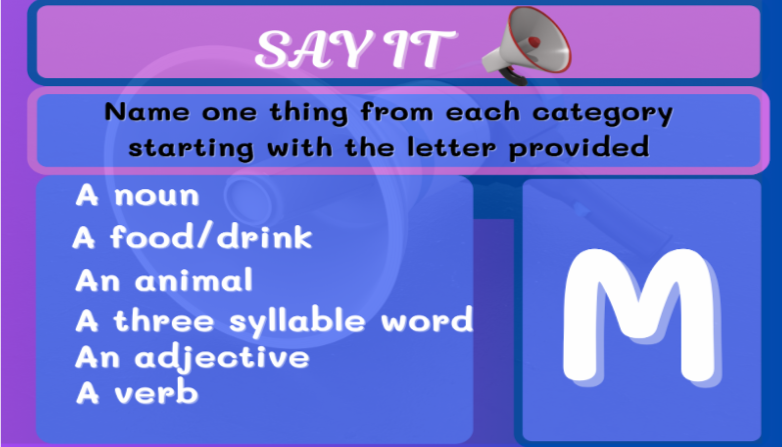 SAY IT
Name one thing from each category
starting with the letter provided
A noun
A food/drink
An animal
A three syllable word
An adjective
A verb
M